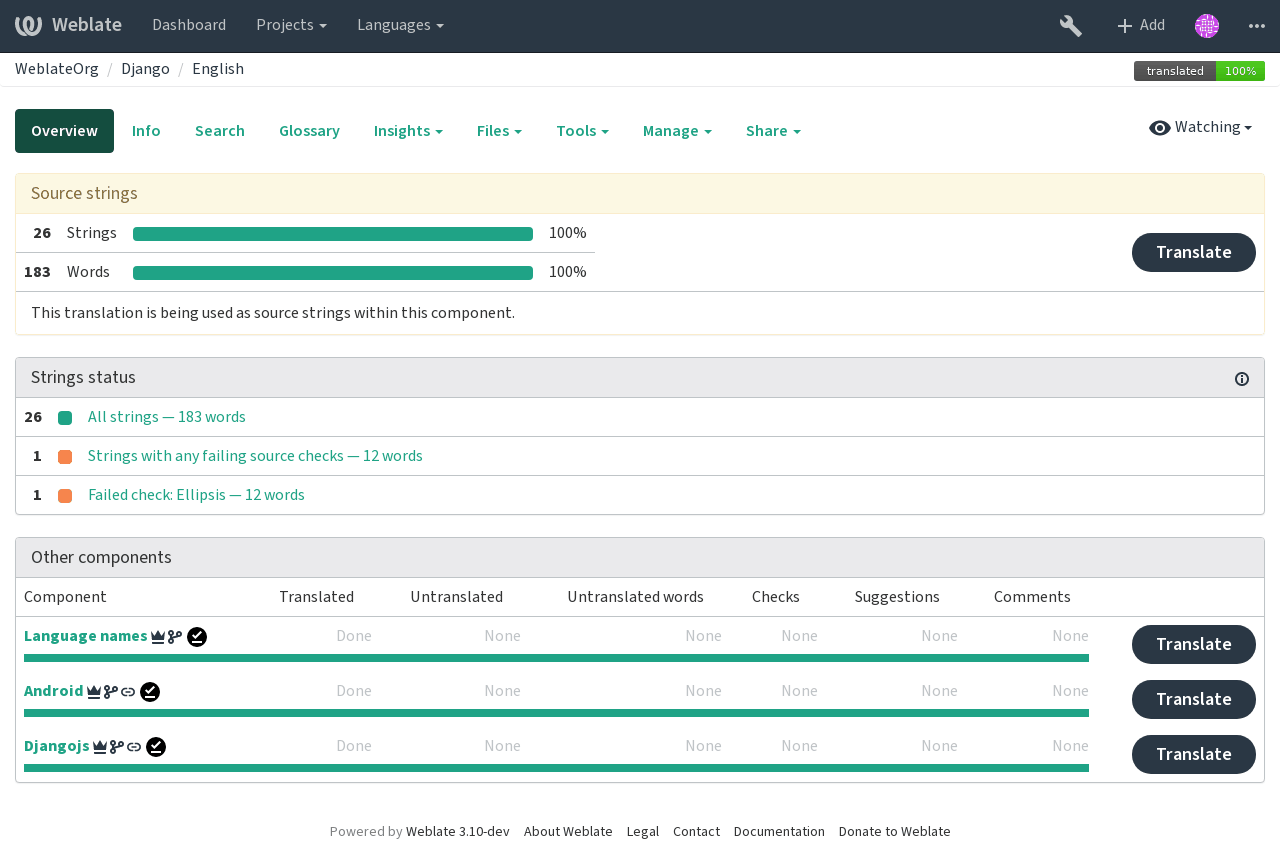 Weblate Dashboard Projects Languages Add
WeblateOrg / Django / English translated 100%
Overview Info Search Glossary Insights Files Tools Manage Share Watching
Source strings
26 Strings 100%
183 Words 100%
Translate
This translation is being used as source strings within this component.
Strings status
26 All strings — 183 words
1 Strings with any failing source checks — 12 words
1 Failed check: Ellipsis — 12 words
Other components
Component Translated Untranslated Untranslated words Checks Suggestions Comments
Language names Done None None None None None Translate
Android Done None None None None None Translate
Djangojs Done None None None None None Translate
Powered by Weblate 3.10-dev About Weblate Legal Contact Documentation Donate to Weblate